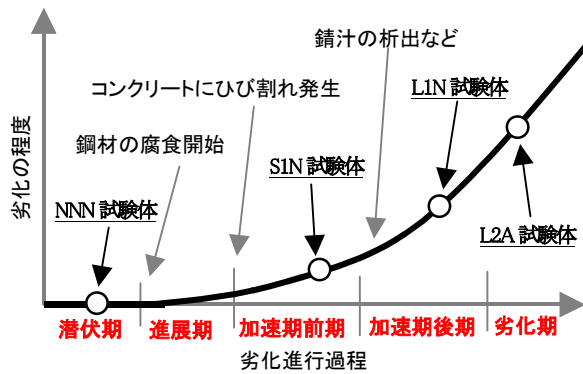 錆汁の析出など
コンクリートにひび割れ発生
L1N 試験体
鋼材の腐食開始
S1N 試験体
NNN 試験体
L2A 試験体
劣化の程度
潜伏期
進展期
加速期前期
加速期後期
劣化期
劣化進行過程